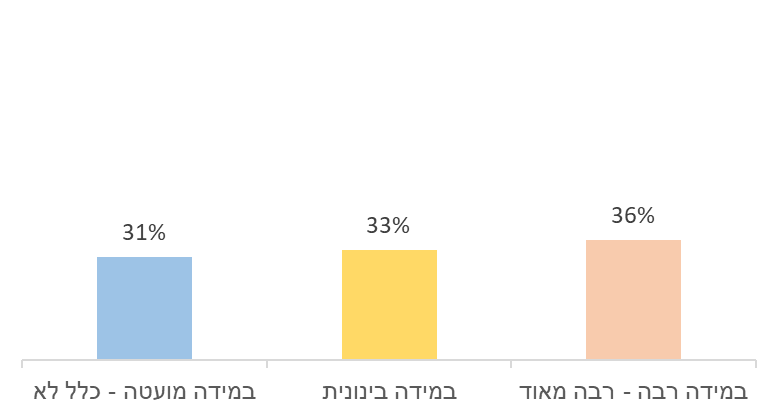 31%
33%
36%
במידה מועטה - כלל לא
במידה בינונית
במידה רבה - רבה מאוד